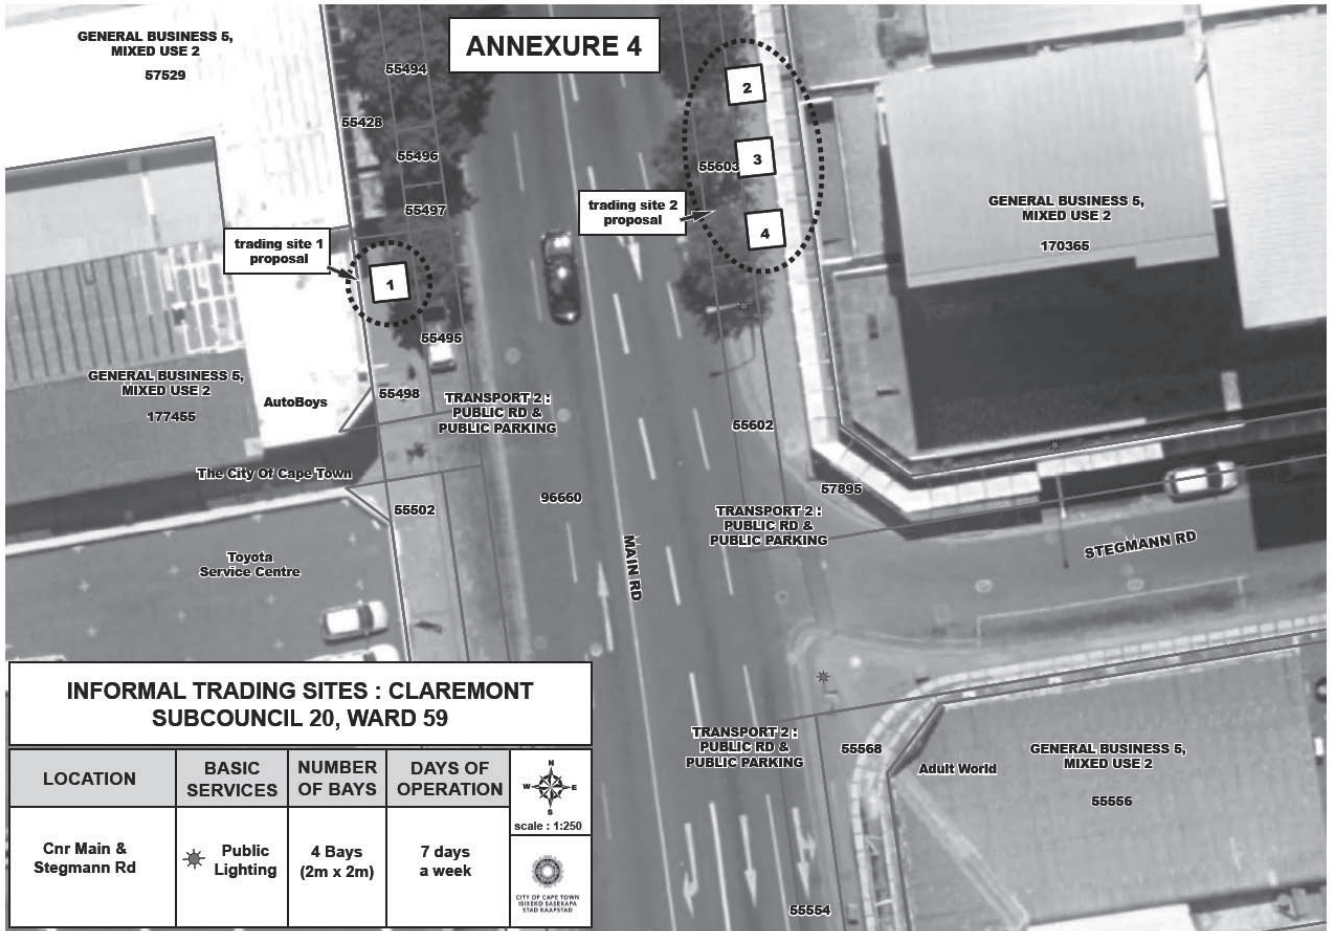 ANNEXURE 4
GENERAL BUSINESS 5,
MIXED USE 2
57529
55494
55428
55496
55497
2
3
4
55603
trading site 2
proposal
GENERAL BUSINESS 5,
MIXED USE 2
170365
trading site 1
proposal
1
55495
GENERAL BUSINESS 5,
MIXED USE 2
177455
AutoBoys
55498
TRANSPORT 2 :
PUBLIC RD &
PUBLIC PARKING
55602
The City Of Cape Town
55502
96660
57895
TRANSPORT 2 :
PUBLIC RD &
PUBLIC PARKING
STEGMANN RD
MAIN RD
Toyota
Service Centre
TRANSPORT 2 :
PUBLIC RD &
PUBLIC PARKING
55568
Adult World
GENERAL BUSINESS 5,
MIXED USE 2
55556
55554
INFORMAL TRADING SITES : CLAREMONT
SUBCOUNCIL 20, WARD 59
LOCATION
BASIC
SERVICES
NUMBER
OF BAYS
DAYS OF
OPERATION
N
W E
S
scale : 1:250
Cnr Main &
Stegmann Rd
Public
Lighting
4 Bays
(2m x 2m)
7 days
a week
CITY OF CAPE TOWN
ISIXEKO SASEKAPA
STAD KAAPSTAD